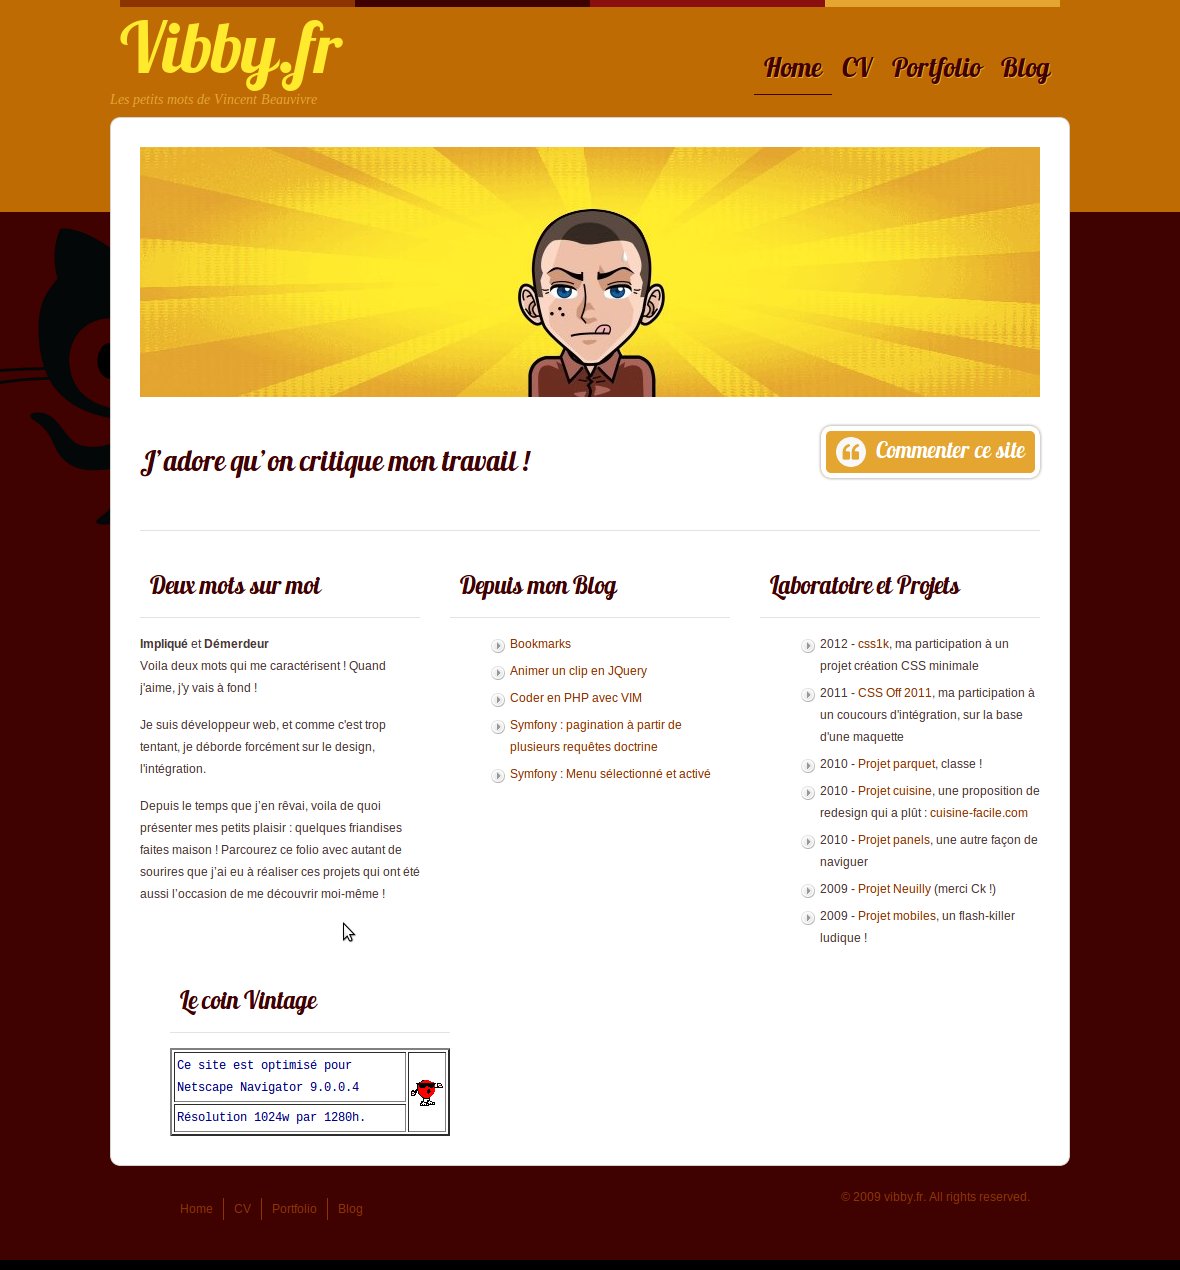 Vibby.fr
Les petits mots de Vincent Beauvivre
Home CV Portfolio Blog
J'adore qu'on critique mon travail !
Commenter ce site
Deux mots sur moi
Impliqué et Démerdeur
Voila deux mots qui me caractérisent ! Quand
j'aime, j'y vais à fond !
Je suis développeur web, et comme c'est trop
tentant, je déborde forcément sur le design,
l'intégration.
Depuis le temps que j’en rêvai, voila de quoi
présenter mes petits plaisir : quelques friandises
faites maison ! Parcourez ce folio avec autant de
sourires que j’ai eu à réaliser ces projets qui ont été
aussi l’occasion de me découvrir moi-même !
Depuis mon Blog
Bookmarks
Animer un clip en JQuery
Coder en PHP avec VIM
Symfony : pagination à partir de
plusieurs requêtes doctrine
Symfony : Menu sélectionné et activé
Laboratoire et Projets
2012 - css1k, ma participation à un
projet création CSS minimale
2011 - CSS Off 2011, ma participation à
un coucours d'intégration, sur la base
d'une maquette
2010 - Projet parquet, classe !
2010 - Projet cuisine, une proposition de
redesign qui a plût : cuisine-facile.com
2010 - Projet panels, une autre façon de
naviguer
2009 - Projet Neuilly (merci Ck !)
2009 - Projet mobiles, un flash-killer
ludique !
Le coin Vintage
Ce site est optimisé pour
Netscape Navigator 9.0.0.4
Résolution 1024w par 1280h.
Home CV Portfolio Blog
© 2009 vibby.fr. All rights reserved.